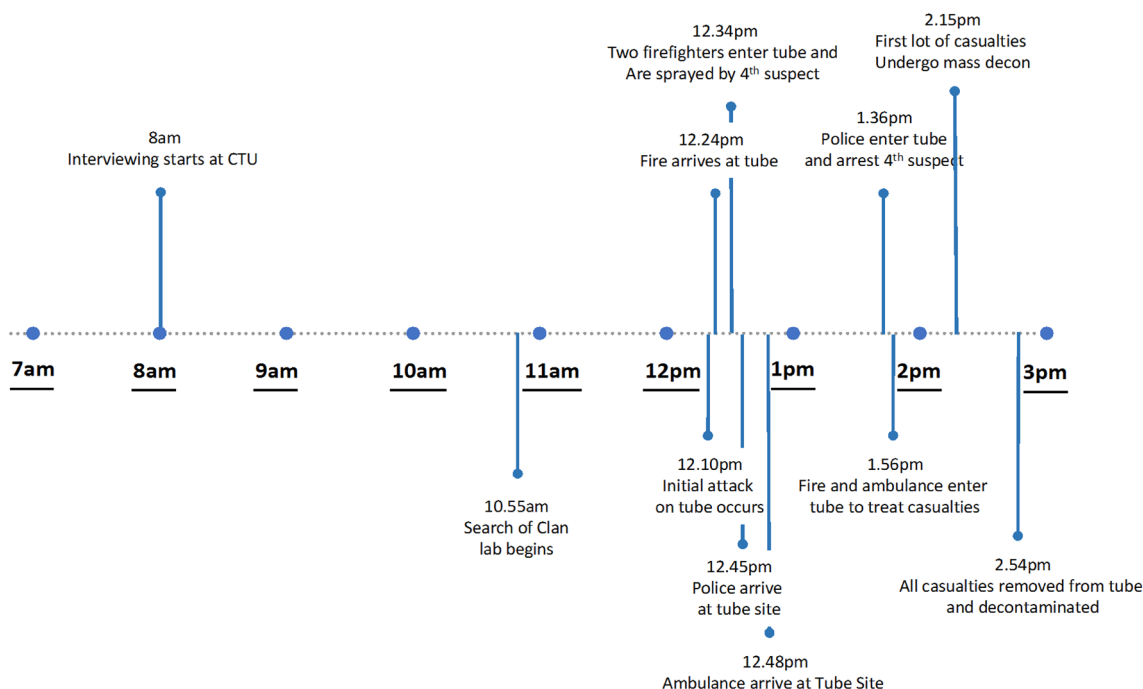 12.34pm
Two firefighters enter tube and
Are sprayed by 4th suspect
2.15pm
First lot of casualties
Undergo mass decon
8am
Interviewing starts at CTU
12.24pm
Fire arrives at tube
1.36pm
Police enter tube
and arrest 4th suspect
7am
8am
9am
10am
11am
12pm
1pm
2pm
3pm
10.55am
Search of Clan
lab begins
12.10pm
Initial attack
on tube occurs
1.56pm
Fire and ambulance enter
tube to treat casualties
12.45pm
Police arrive
at tube site
2.54pm
All casualties removed from tube
and decontaminated
12.48pm
Ambulance arrive at Tube Site